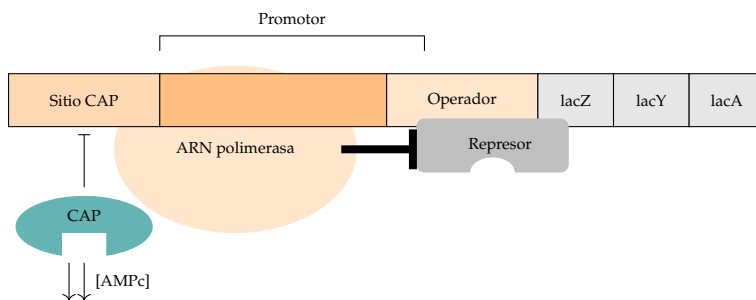 Promotor
Sitio CAP
Operador
lacZ
lacY
lacA
ARN polimerasa
Represor
CAP
[AMPc]